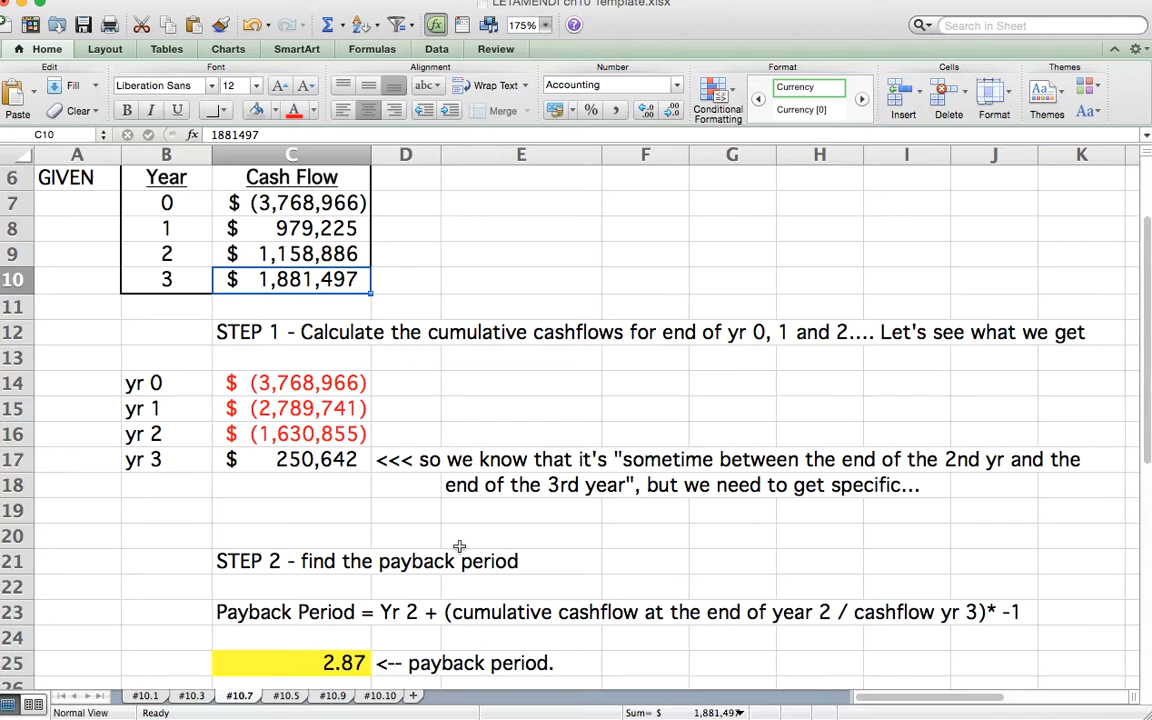 LETAMENDI ch10 Template.xlsx
175%
Search in Sheet
Home Layout Tables Charts SmartArt Formulas Data Review
Edit Font Alignment Number Format Cells Themes
Fill Liberation Sans 12 A A abc Wrap Text Accounting Currency
Paste Clear B I U A Merge % , Conditional Formatting Currency [0] Insert Delete Format Themes Aa
C10 fx 1881497
A B C D E F G H I J K
6 GIVEN Year Cash Flow
7 0 $ (3,768,966)
8 1 $ 979,225
9 2 $ 1,158,886
10 3 $ 1,881,497
11
12 STEP 1 - Calculate the cumulative cashflows for end of yr 0, 1 and 2.... Let's see what we get
13
14 yr 0 $ (3,768,966)
15 yr 1 $ (2,789,741)
16 yr 2 $ (1,630,855)
17 yr 3 $ 250,642 <<< so we know that it's "sometime between the end of the 2nd yr and the
18 end of the 3rd year", but we need to get specific...
19
20
21 STEP 2 - find the payback period
22
23 Payback Period = Yr 2 + (cumulative cashflow at the end of year 2 / cashflow yr 3)* -1
24
25 2.87 <-- payback period.
26
#10.1 #10.3 #10.7 #10.5 #10.9 #10.10 +
Normal View Ready Sum= $ 1,881,497